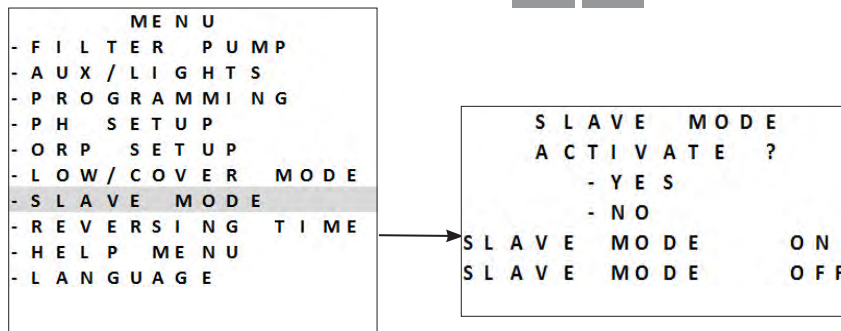 MENU
-FILTER PUMP
-AUX/LIGHTS
-PROGRAMMING
-PH SETUP
-ORP SETUP
-LOW/COVER MODE
-SLAVE MODE
-REVERSING TIME
-HELP MENU
-LANGUAGE
SLAVE MODE
ACTIVATE ?
-YES
-NO
SLAVE MODE ON
SLAVE MODE OFF